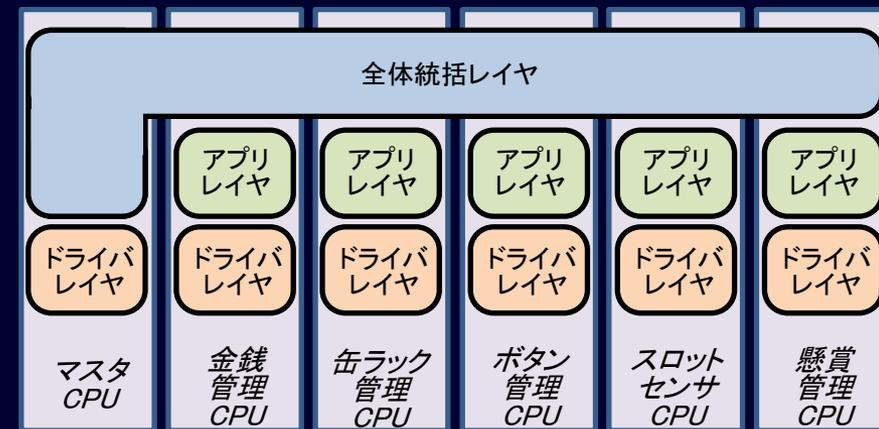 全体統括レイヤ
アプリ
レイヤ
アプリ
レイヤ
アプリ
レイヤ
アプリ
レイヤ
アプリ
レイヤ
ドライバ
レイヤ
ドライバ
レイヤ
ドライバ
レイヤ
ドライバ
レイヤ
ドライバ
レイヤ
ドライバ
レイヤ
マスタ
CPU
金銭
管理
CPU
缶ラック
管理
CPU
ボタン
管理
CPU
スロット
センサ
CPU
懸賞
管理
CPU